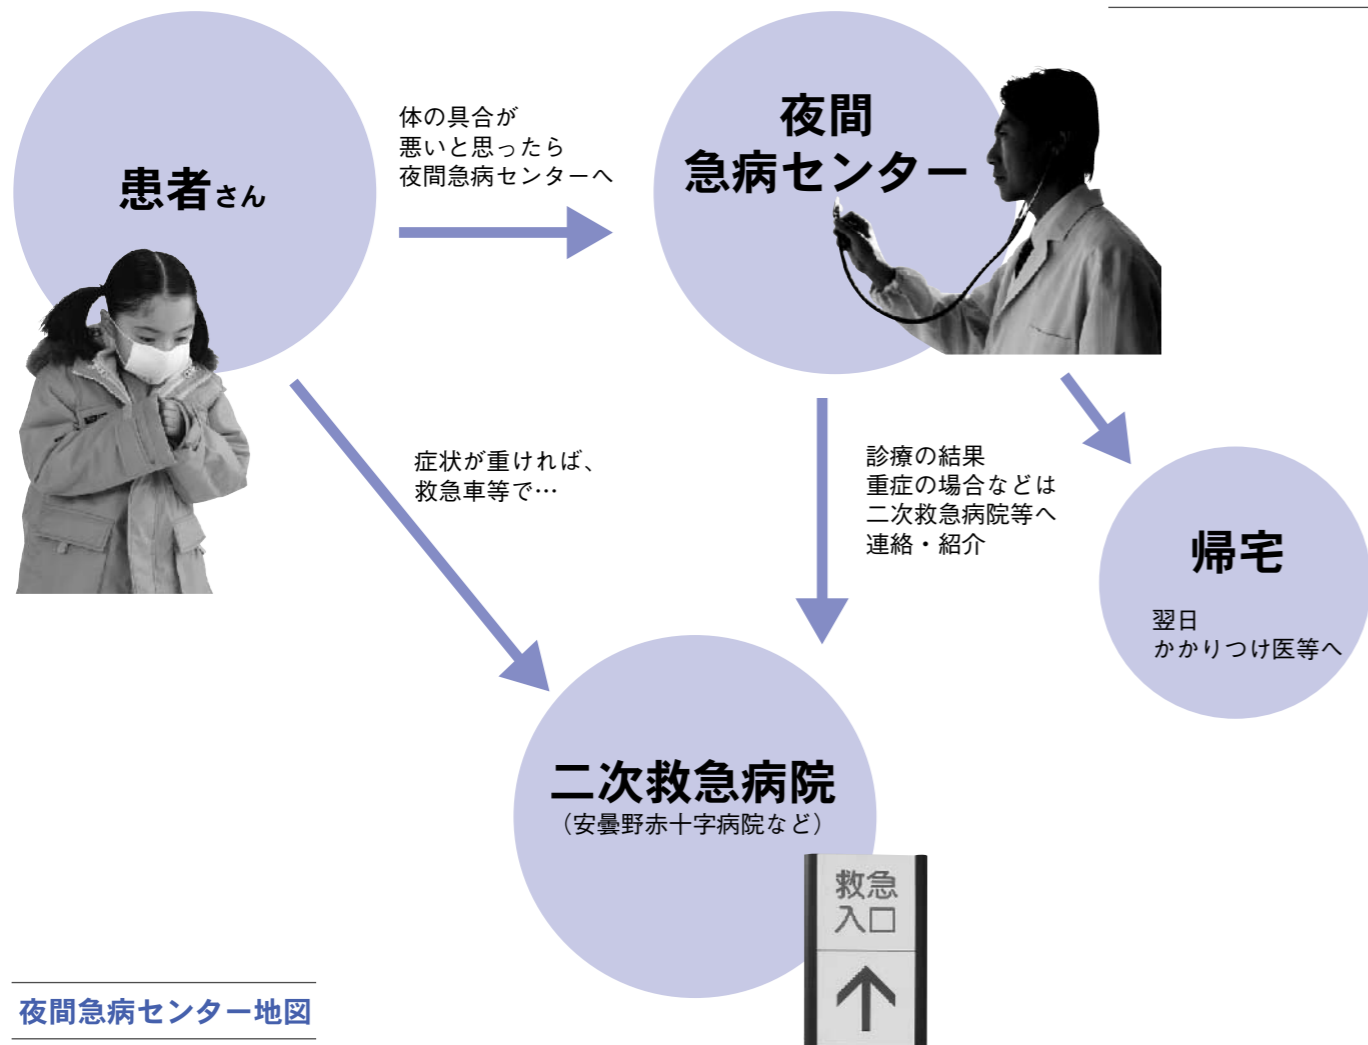 患者さん
体の具合が
悪いと思ったら
夜間急病センターへ
夜間
急病センター
症状が重ければ、
救急車等で…
診療の結果
重症の場合などは
二次救急病院等へ
連絡・紹介
帰宅
翌日
かかりつけ医等へ
二次救急病院
（安曇野赤十字病院など）
救急
入口
夜間急病センター地図